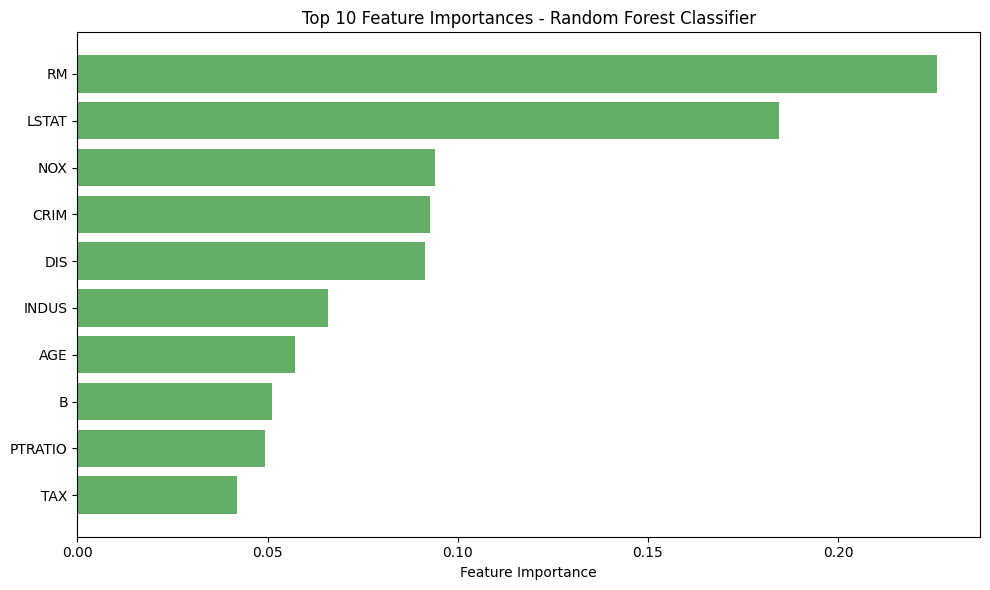 Top 10 Feature Importances - Random Forest Classifier
RM
LSTAT
NOX
CRIM
DIS
INDUS
AGE
B
PTRATIO
TAX
0.00 0.05 0.10 0.15 0.20
Feature Importance